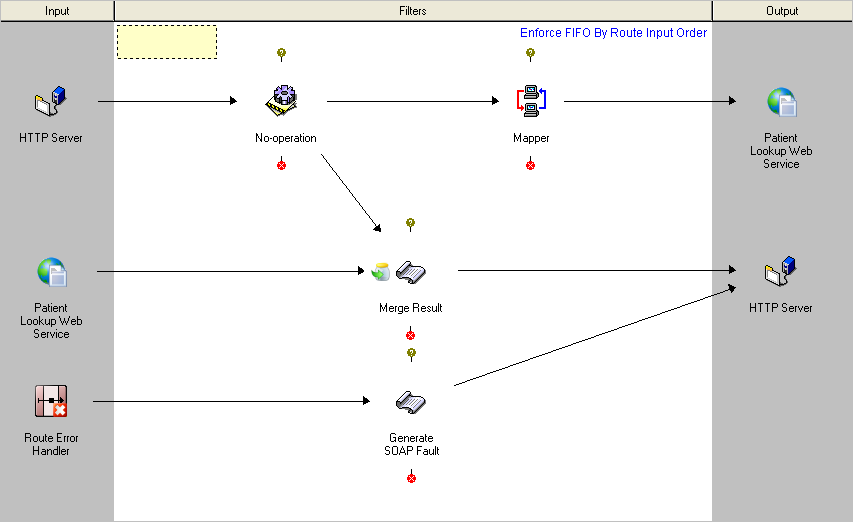 Input
Filters
Output
Enforce FIFO By Route Input Order
HTTP Server
No-operation
Mapper
Patient
Lookup Web
Service
Patient
Lookup Web
Service
Merge Result
HTTP Server
Route Error
Handler
Generate
SOAP Fault